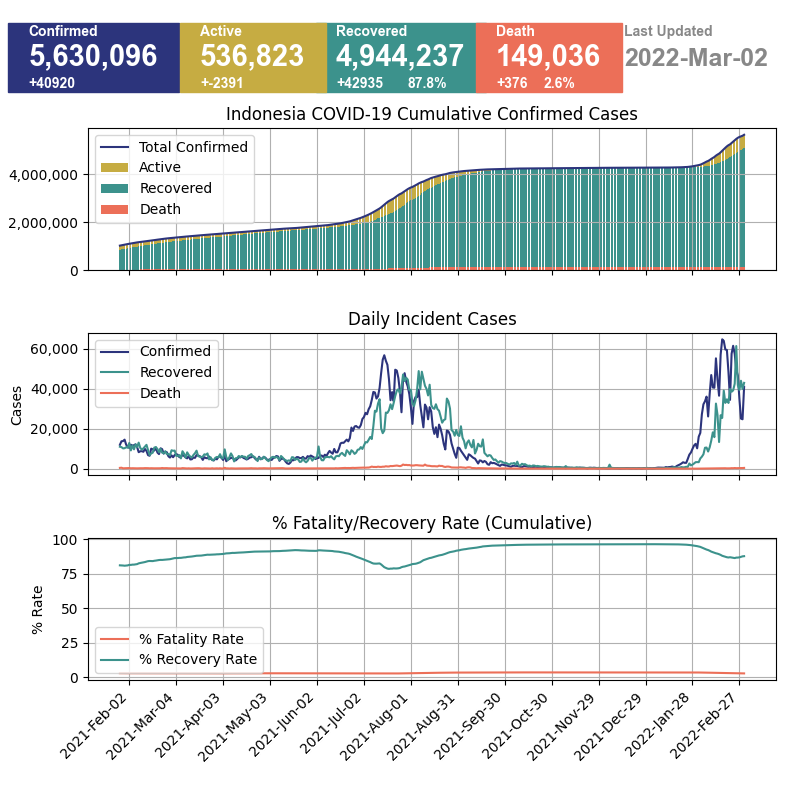 Confirmed
5,630,096
+40920
Active
536,823
+-2391
Recovered
4,944,237
+42935 87.8%
Death
149,036
+376 2.6%
Last Updated
2022-Mar-02
Indonesia COVID-19 Cumulative Confirmed Cases
Total Confirmed
Active
Recovered
Death
4,000,000
2,000,000
0
Daily Incident Cases
Confirmed
Recovered
Death
60,000
40,000
20,000
0
Cases
% Fatality/Recovery Rate (Cumulative)
100
75
50
25
0
% Rate
% Fatality Rate
% Recovery Rate
2021-Feb-02
2021-Mar-04
2021-Apr-03
2021-May-03
2021-Jun-02
2021-Jul-02
2021-Aug-01
2021-Aug-31
2021-Sep-30
2021-Oct-30
2021-Nov-29
2021-Dec-29
2022-Jan-28
2022-Feb-27